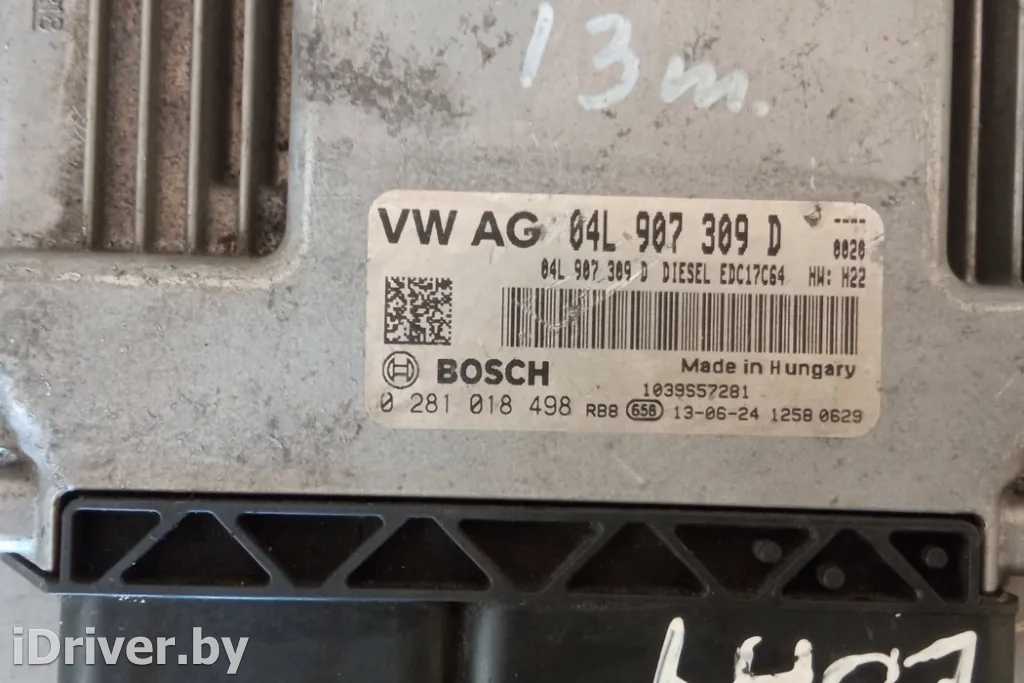 13 m.
VW AG 04L 907 309 D ----
0020
04L 907 309 D DIESEL EDC17C64 HW: H22
BOSCH Made in Hungary
1039S57281
0 281 018 498 RB8 658 13-06-24 1258 0629
iDriver.by